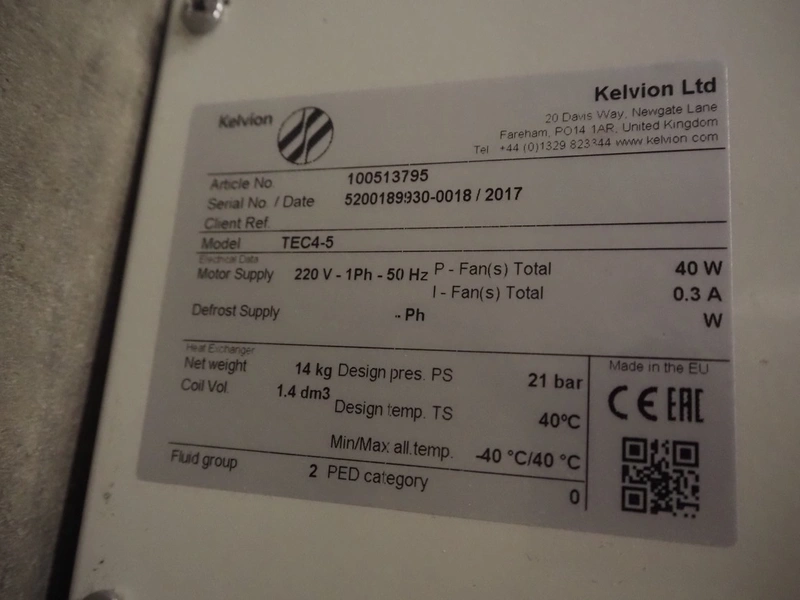 Kelvion
Kelvion Ltd
20 Davis Way, Newgate Lane
Fareham, PO14 1AR, United Kingdom
Tel +44 (0)1329 823344 www.kelvion.com
Article No. 100513795
Serial No. / Date 5200189930-0018 / 2017
Client Ref.
Model TEC4-5
Electrical Data
Motor Supply 220 V - 1Ph - 50 Hz P - Fan(s) Total 40 W
I - Fan(s) Total 0.3 A
Defrost Supply - Ph W
Heat Exchanger
Net weight 14 kg Design pres. PS 21 bar
Coil Vol. 1.4 dm3
Design temp. TS 40ºC
Min/Max all.temp. -40 °C/40 °C
Fluid group 2 PED category 0
Made in the EU
CE EAC